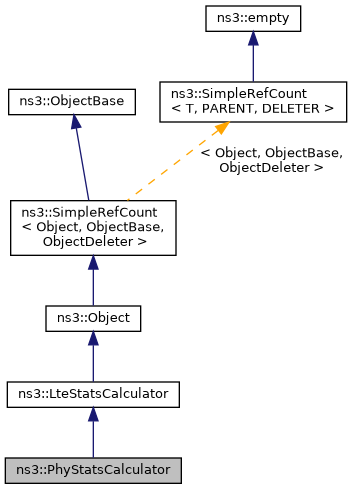 ns3::empty
ns3::ObjectBase
ns3::SimpleRefCount
< T, PARENT, DELETER >
< Object, ObjectBase,
ObjectDeleter >
ns3::SimpleRefCount
< Object, ObjectBase,
ObjectDeleter >
ns3::Object
ns3::LteStatsCalculator
ns3::PhyStatsCalculator